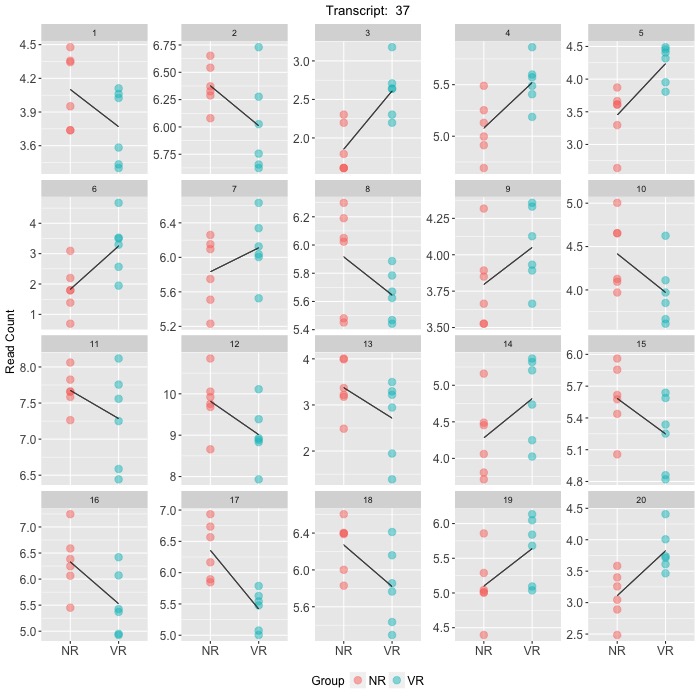 Transcript: 37
1 2 3 4 5
4.5 4.2 3.9 3.6
6.75 6.50 6.25 6.00 5.75
3.0 2.5 2.0
5.5 5.0
4.5 4.0 3.5 3.0
6 7 8 9 10
4 3 2 1
6.4 6.0 5.6 5.2
6.2 6.0 5.8 5.6 5.4
4.25 4.00 3.75 3.50
5.0 4.5 4.0
Read Count
11 12 13 14 15
8.0 7.5 7.0 6.5
10 9 8
4 3 2
5.0 4.5 4.0
6.0 5.7 5.4 5.1 4.8
16 17 18 19 20
7.0 6.5 6.0 5.5 5.0
7.0 6.5 6.0 5.5 5.0
6.4 6.0 5.6
6.0 5.5 5.0 4.5
4.5 4.0 3.5 3.0 2.5
NR VR NR VR NR VR NR VR NR VR
Group NR VR